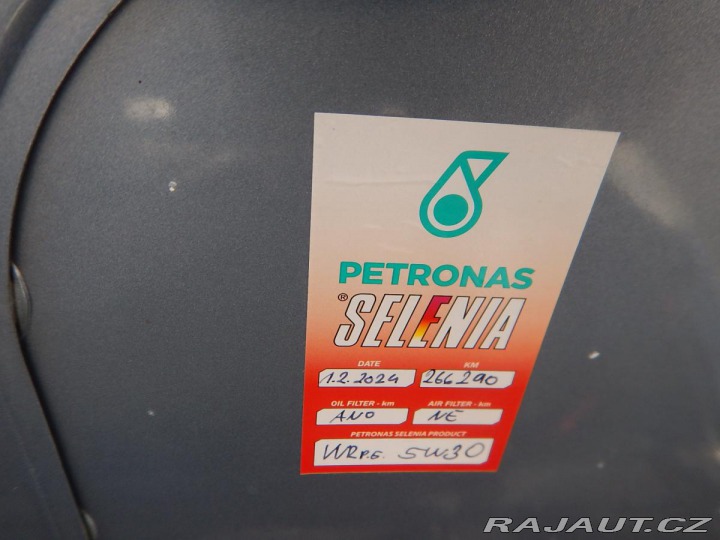 PETRONAS
® SELENIA
DATE KM
1.2.2024 266290
OIL FILTER - km AIR FILTER - km
ANO NE
PETRONAS SELENIA PRODUCT
WR P.E. 5W30
RAJAUT.CZ